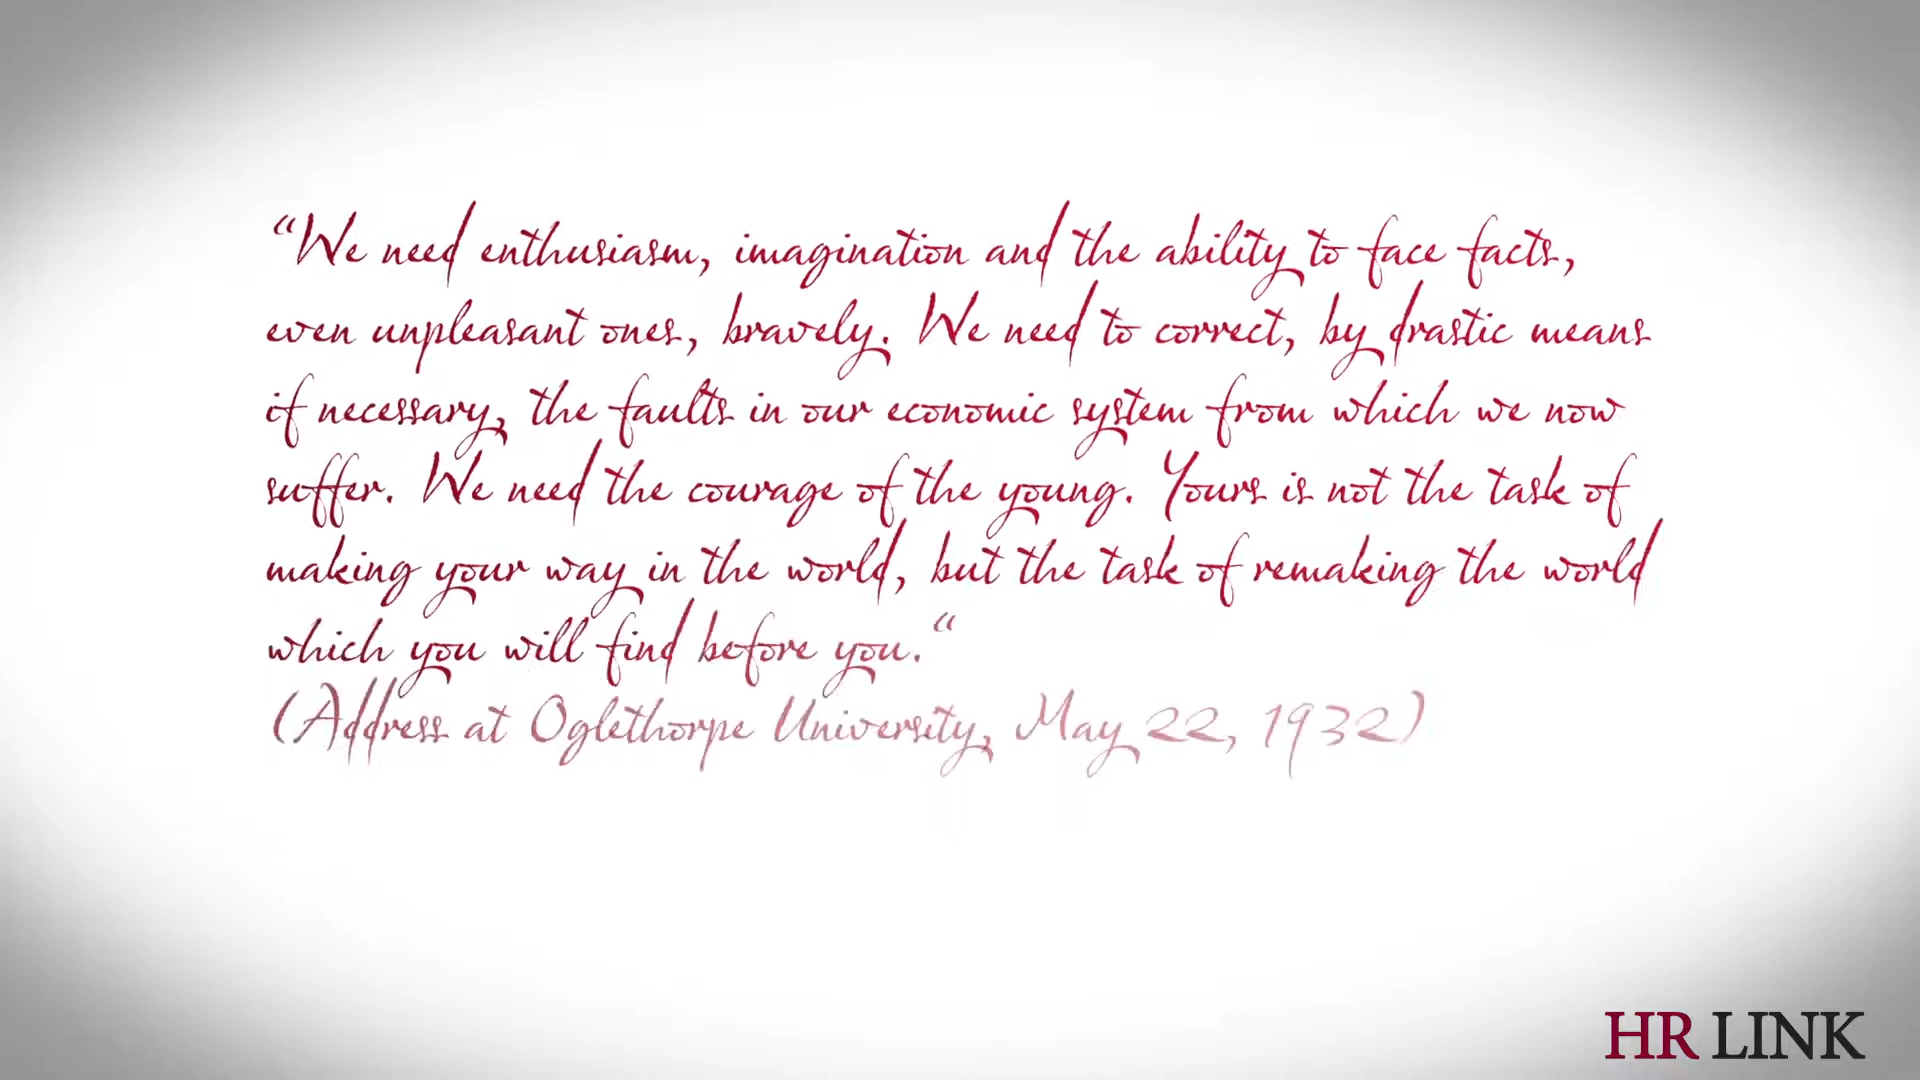 “We need enthusiasm, imagination and the ability to face facts,
even unpleasant ones, bravely. We need to correct, by drastic means
if necessary, the faults in our economic system from which we now
suffer. We need the courage of the young. Yours is not the task of
making your way in the world, but the task of remaking the world
which you will find before you.“
(Address at Oglethorpe University, May 22, 1932)
HR LINK